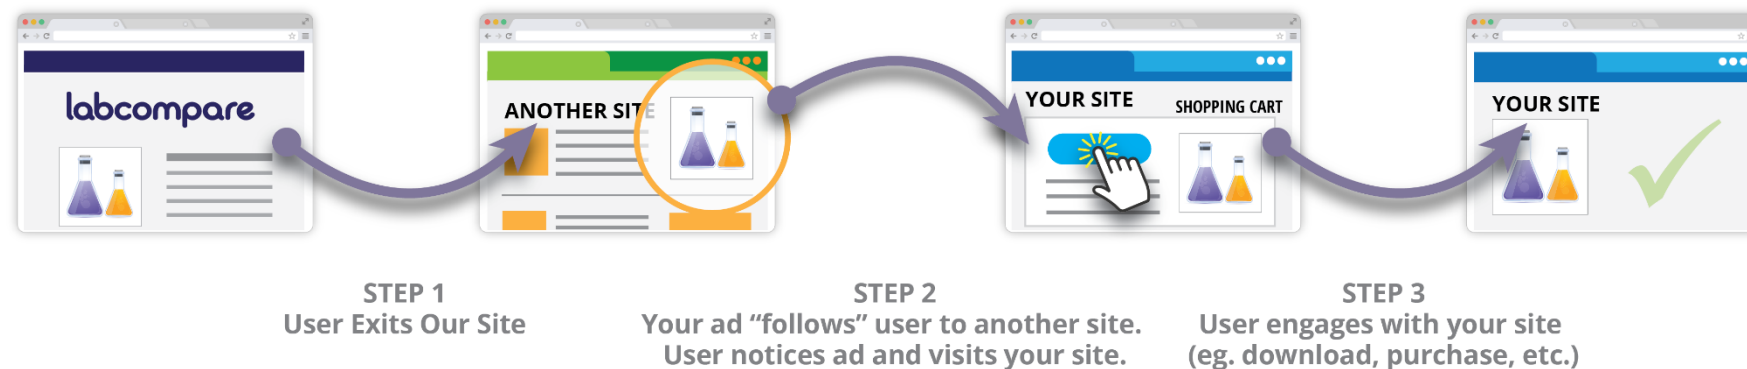 labcompare
ANOTHER SITE
YOUR SITE
SHOPPING CART
YOUR SITE
STEP 1
User Exits Our Site
STEP 2
Your ad “follows” user to another site.
User notices ad and visits your site.
STEP 3
User engages with your site
(eg. download, purchase, etc.)